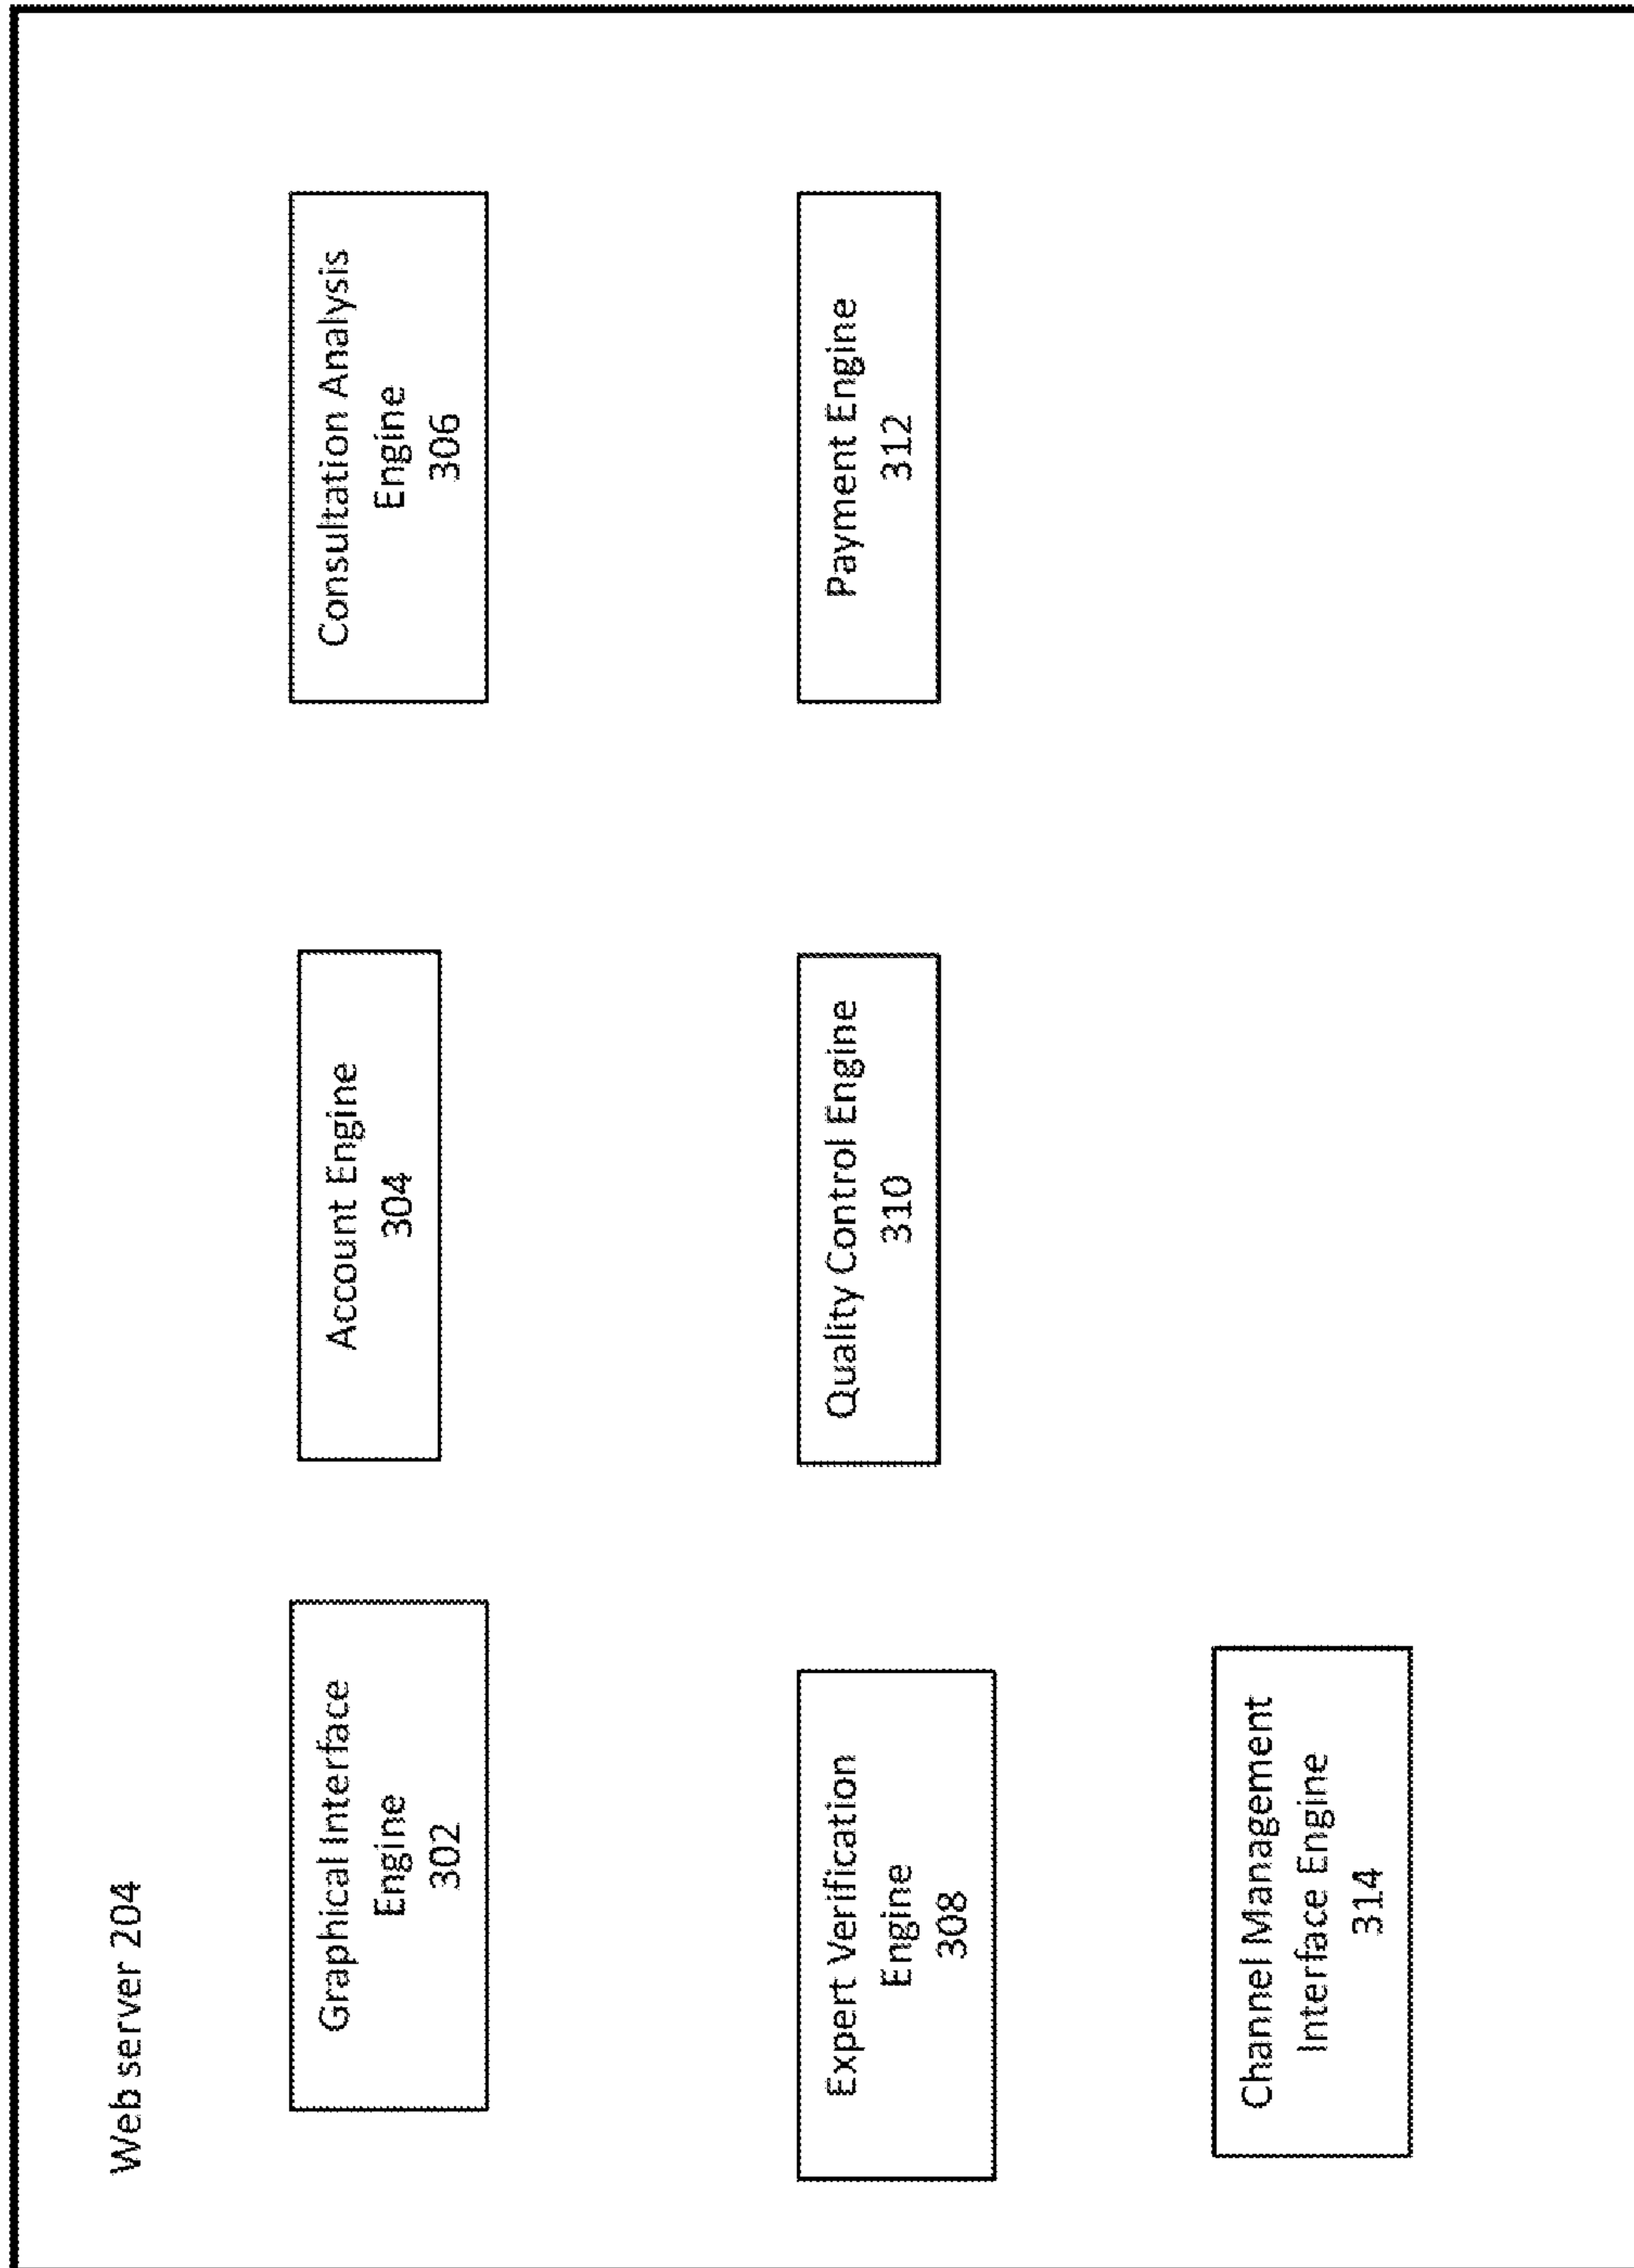 Web server 204
Graphical Interface
Engine
302
Account Engine
304
Consultation Analysis
Engine
306
Expert Verification
Engine
308
Quality Control Engine
310
Payment Engine
312
Channel Management
Interface Engine
314